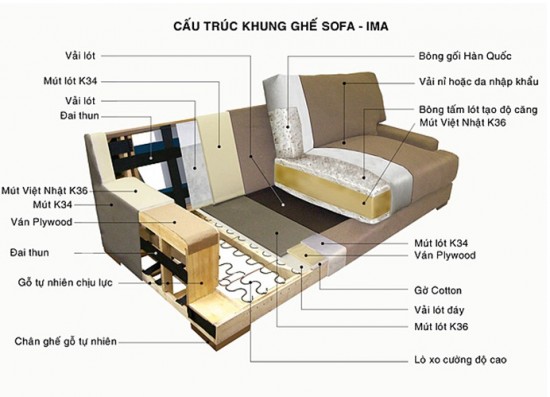 CẤU TRÚC KHUNG GHẾ SOFA - IMA
Vải lót
Mút lót K34
Vải lót
Đai thun
Mút Việt Nhật K36
Mút K34
Ván Plywood
Đai thun
Gỗ tự nhiên chịu lực
Chân ghế gỗ tự nhiên
Bông gối Hàn Quốc
Vải nỉ hoặc da nhập khẩu
Bông tấm lót tạo độ căng
Mút Việt Nhật K36
Mút lót K34
Ván Plywood
Gờ Cotton
Vải lót đáy
Mút lót K36
Lò xo cường độ cao